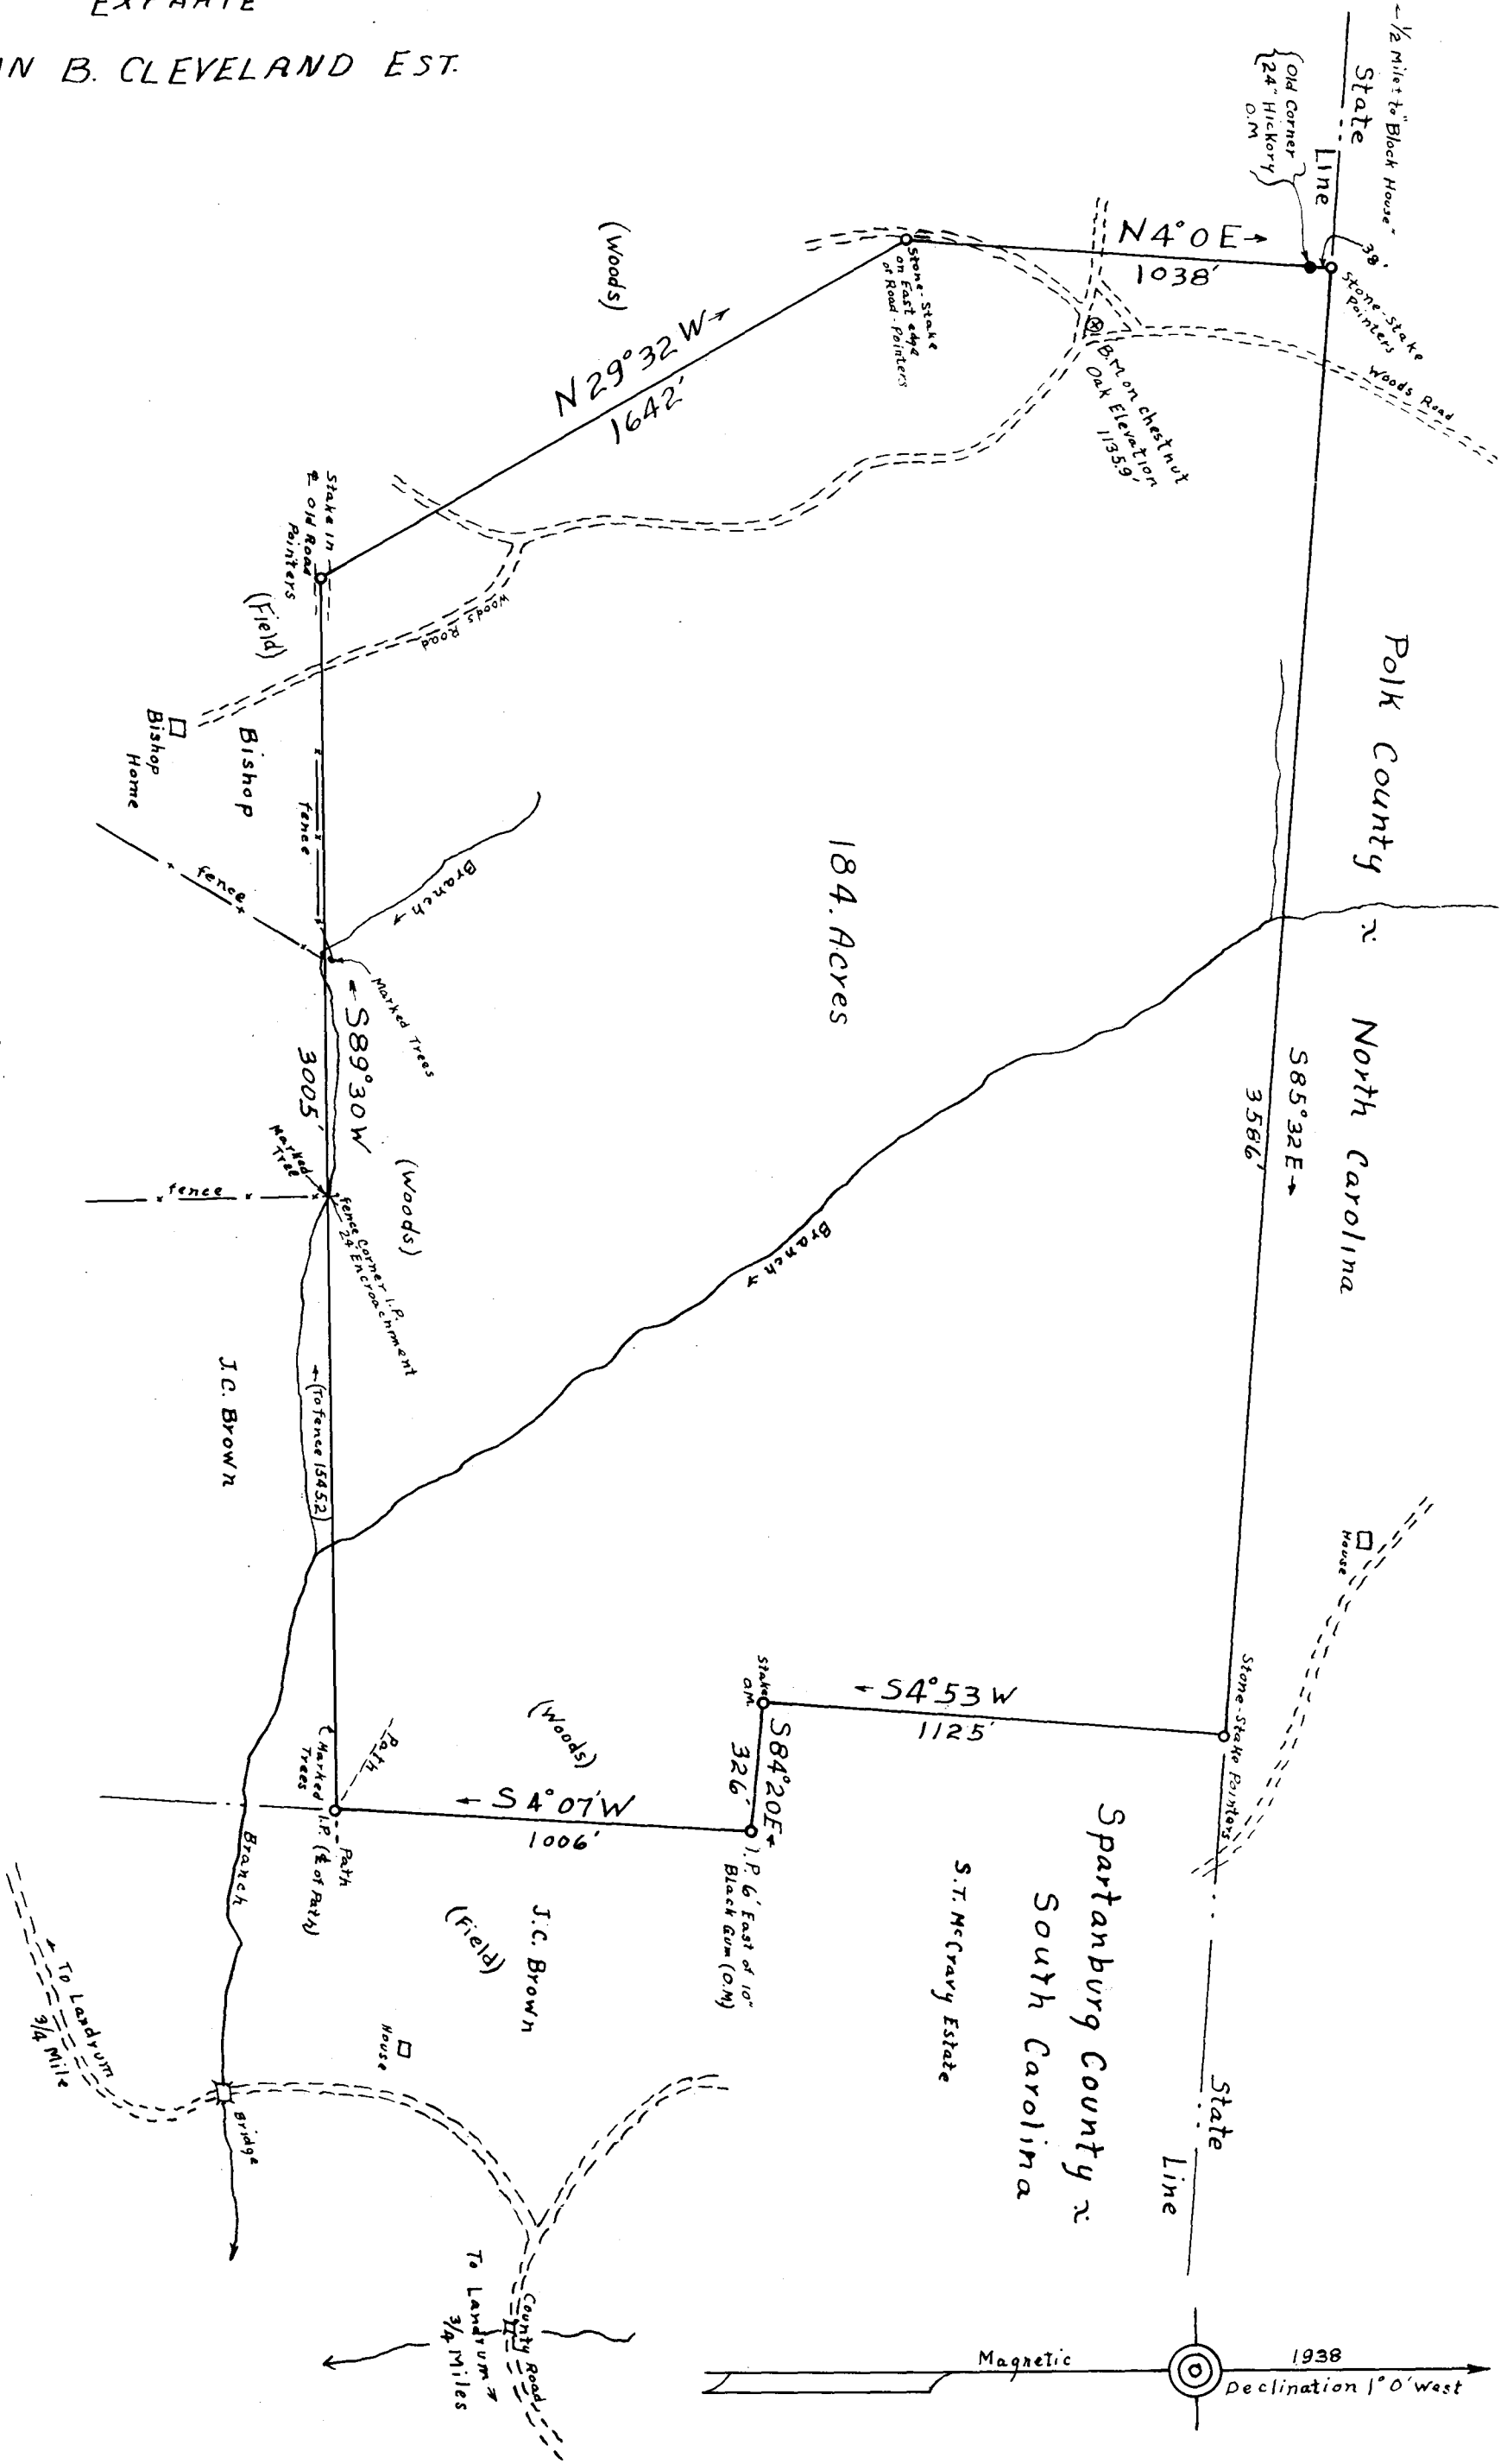 EXPARTE
IN B. CLEVELAND EST.
←1/2 Mile± to "Block House"
State
Line
Old Corner
24" Hickory
O.M
38'
Stone-Stake
Pointers
Woods Road
N4°0E→
1038'
Stone-Stake
on East edge
of Road-Pointers
B.M on chestnut
Oak Elevation
1135.9'
(Woods)
N29°32W→
1642'
Stake in
℄ Old Road
Pointers
(Field)
Woods Road
Bishop
Home
Bishop
fence
fence
Branch
Marked Trees
←S89°30W
3005'
Marked
Tree
fence
fence Corner I.P.
24' Encroachment
(Woods)
←(To fence 1545.2)
J.C. Brown
184. Acres
Branch
Polk County ~ North Carolina
S85°32E→
3586'
House
Stone-Stake Pointers
←S4°53W
1125'
Stake
O.M.
S84°20E
326'
I.P. 6' East of 10"
Black Gum (O.M)
←S4°07'W
1006'
(Woods)
Path
Marked
Trees
Path
I.P. (℄ of Path)
J.C. Brown
(Field)
House
S.T. McCravy Estate
Spartanburg County ~
South Carolina
State
Line
Branch
Bridge
←To Landrum
3/4 Mile
County Road
To Landrum
3/4 Miles
Magnetic
1938
Declination 1°0' West